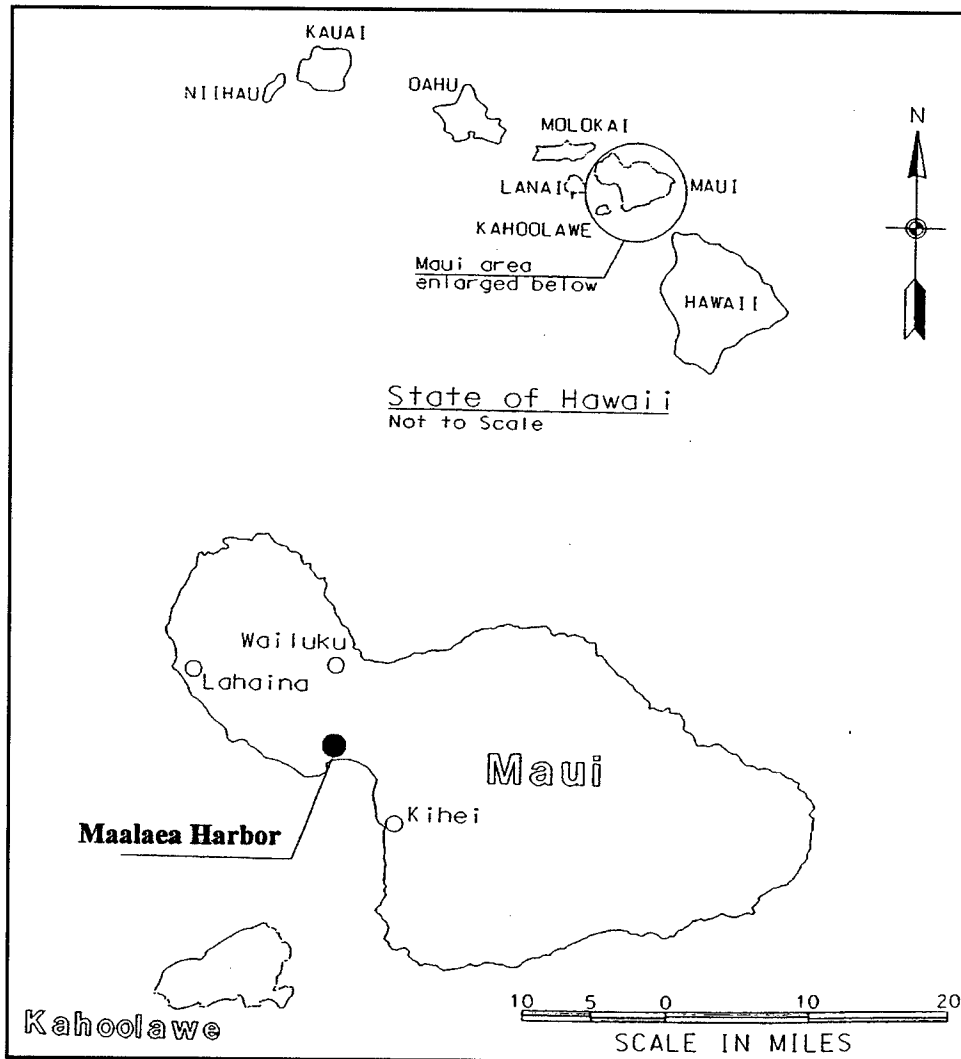 KAUAI
NIIHAU
OAHU
MOLOKAI
N
LANAI
MAUI
KAHOOLAWE
Maui area
enlarged below
HAWAII
State of Hawaii
Not to Scale
Wailuku
Lahaina
Maui
Kihei
Maalaea Harbor
Kahoolawe
10 5 0 10 20
SCALE IN MILES